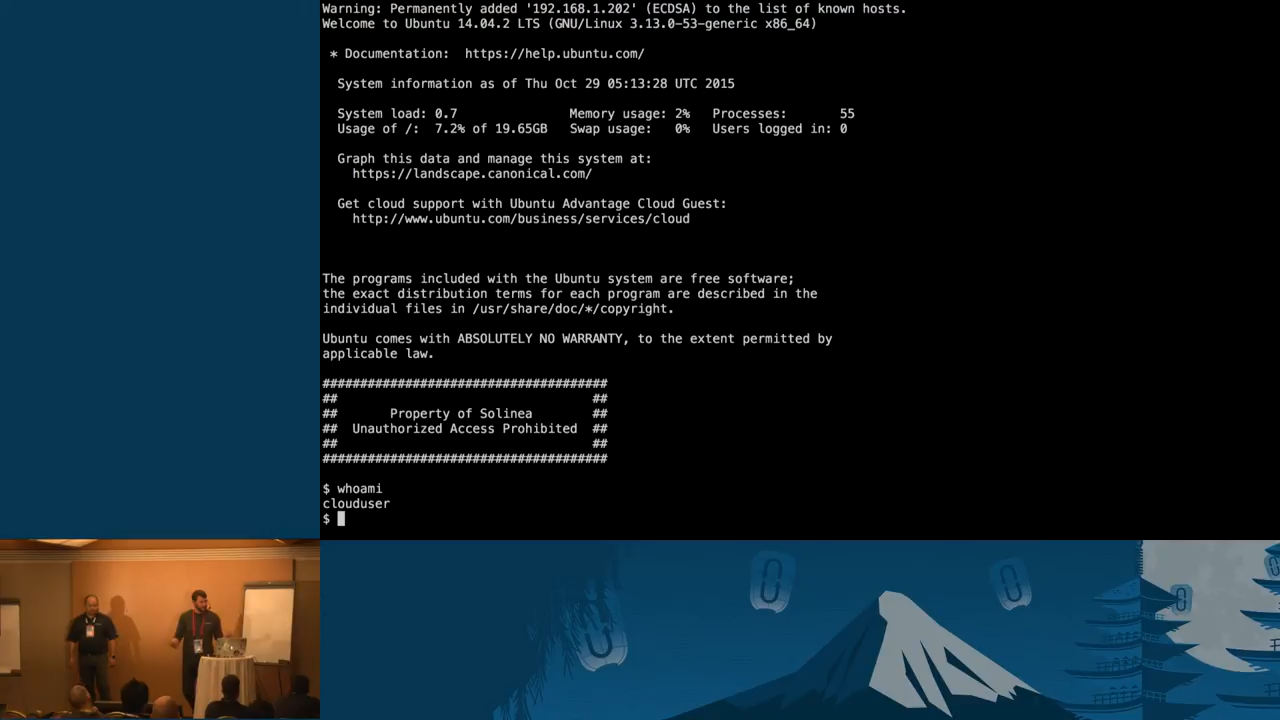 Warning: Permanently added '192.168.1.202' (ECDSA) to the list of known hosts.
Welcome to Ubuntu 14.04.2 LTS (GNU/Linux 3.13.0-53-generic x86_64)
* Documentation:  https://help.ubuntu.com/
System information as of Thu Oct 29 05:13:28 UTC 2015
System load: 0.7               Memory usage: 2%   Processes:       55
Usage of /:  7.2% of 19.65GB   Swap usage:   0%   Users logged in: 0
Graph this data and manage this system at:
https://landscape.canonical.com/
Get cloud support with Ubuntu Advantage Cloud Guest:
http://www.ubuntu.com/business/services/cloud
The programs included with the Ubuntu system are free software;
the exact distribution terms for each program are described in the
individual files in /usr/share/doc/*/copyright.
Ubuntu comes with ABSOLUTELY NO WARRANTY, to the extent permitted by
applicable law.
######################################
##                                  ##
##       Property of Solinea        ##
##  Unauthorized Access Prohibited  ##
##                                  ##
######################################
$ whoami
clouduser
$